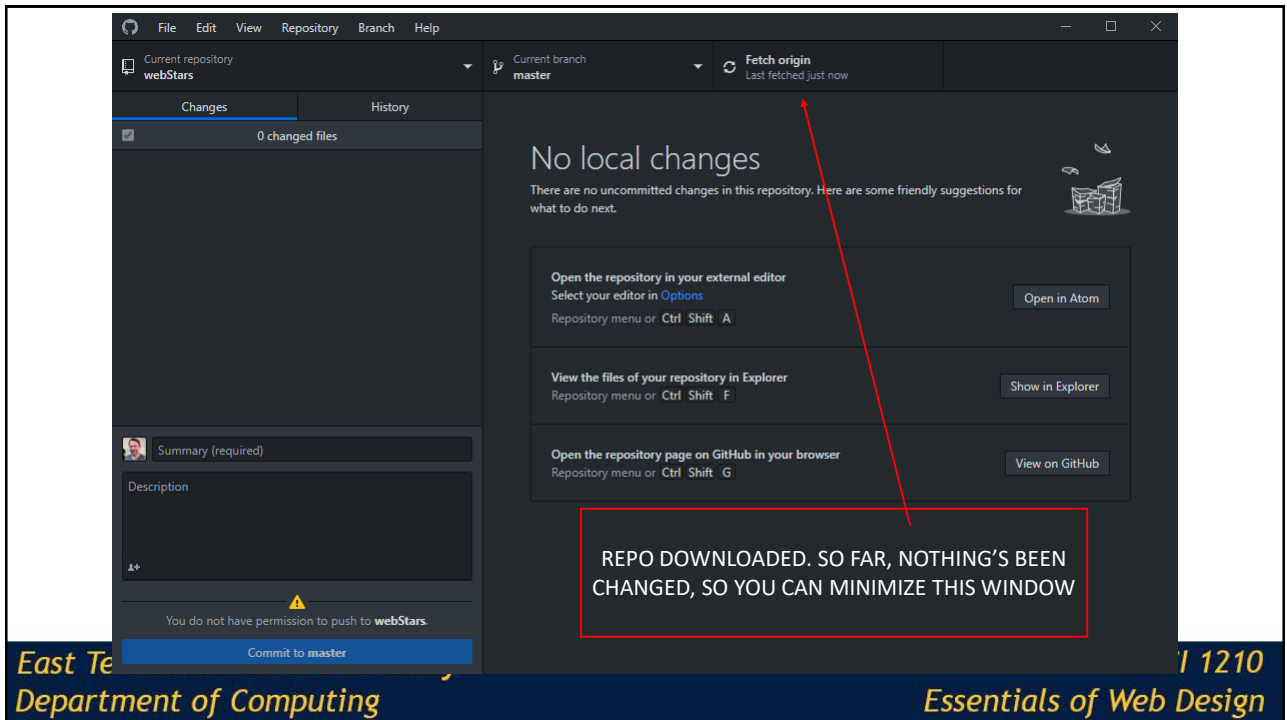 File Edit View Repository Branch Help
Current repository
webStars
Current branch
master
Fetch origin
Last fetched just now
Changes History
0 changed files
No local changes
There are no uncommitted changes in this repository. Here are some friendly suggestions for
what to do next.
Open the repository in your external editor
Select your editor in Options
Repository menu or Ctrl Shift A
Open in Atom
View the files of your repository in Explorer
Repository menu or Ctrl Shift F
Show in Explorer
Open the repository page on GitHub in your browser
Repository menu or Ctrl Shift G
View on GitHub
Summary (required)
Description
You do not have permission to push to webStars.
Commit to master
REPO DOWNLOADED. SO FAR, NOTHING'S BEEN
CHANGED, SO YOU CAN MINIMIZE THIS WINDOW
East 1210
Department of Computing Essentials of Web Design